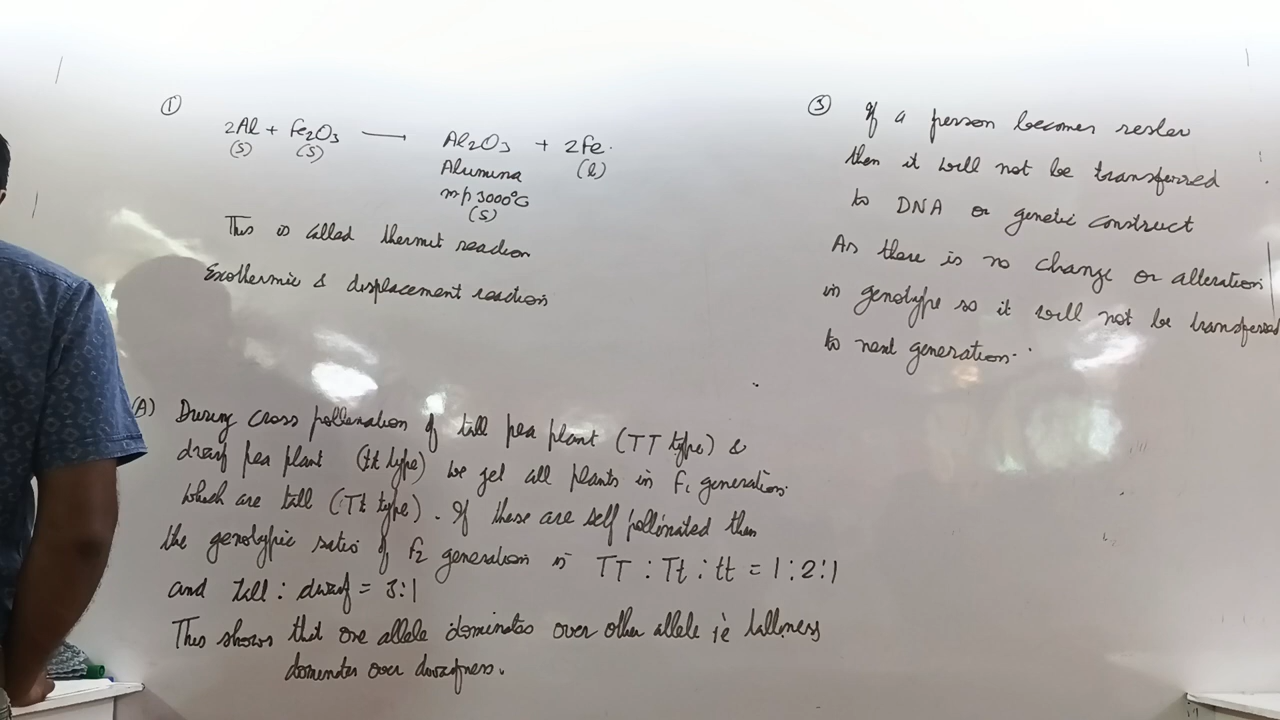 ①
2Al + Fe2O3 → Al2O3 + 2Fe.
(s) (s) Alumina (l)
mp 3000°C
(s)
This is called thermit reaction
Exothermic & displacement reaction
A) During cross pollenation of tall pea plant (TT type) &
dwarf pea plant (tt type) we get all plants in F1 generation.
which are tall (Tt type). If these are self pollinated then
the genotypic ratio of F2 generation is TT : Tt : tt = 1:2:1
and tall : dwarf = 3:1
This shows that one allele dominates over other allele ie tallness
dominates over dwarfness.
③ If a person becomes
then it will not be transferred
to DNA or genetic construct
As there is no change or alleration
in genotype so it will not be transferred
to next generation.